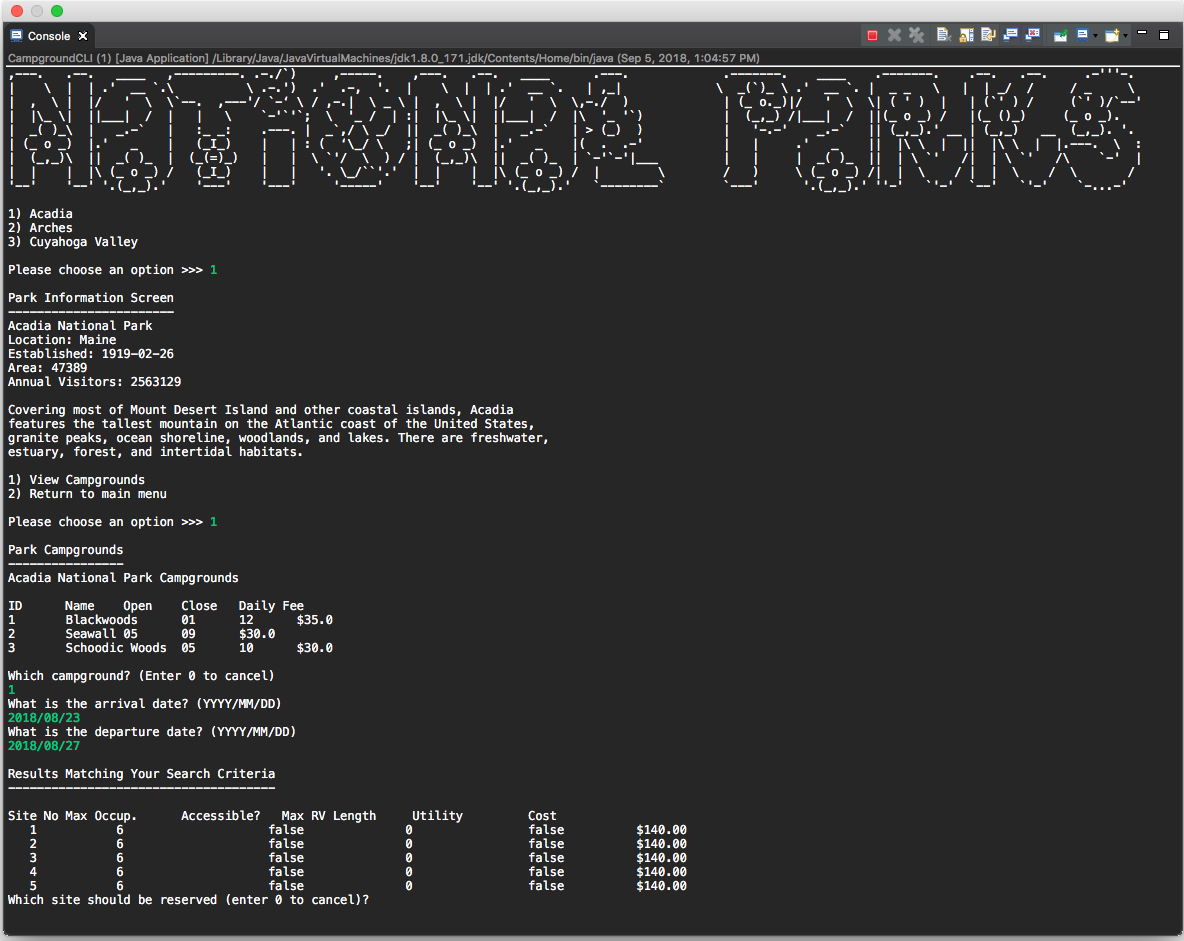 Console
CampgroundCLI (1) [Java Application] /Library/Java/JavaVirtualMachines/jdk1.8.0_171.jdk/Contents/Home/bin/java (Sep 5, 2018, 1:04:57 PM)
NATIONAL PARKS
1) Acadia
2) Arches
3) Cuyahoga Valley
Please choose an option >>> 1
Park Information Screen
-----------------------
Acadia National Park
Location: Maine
Established: 1919-02-26
Area: 47389
Annual Visitors: 2563129
Covering most of Mount Desert Island and other coastal islands, Acadia
features the tallest mountain on the Atlantic coast of the United States,
granite peaks, ocean shoreline, woodlands, and lakes. There are freshwater,
estuary, forest, and intertidal habitats.
1) View Campgrounds
2) Return to main menu
Please choose an option >>> 1
Park Campgrounds
----------------
Acadia National Park Campgrounds
ID Name Open Close Daily Fee
1 Blackwoods 01 12 $35.0
2 Seawall 05 09 $30.0
3 Schoodic Woods 05 10 $30.0
Which campground? (Enter 0 to cancel)
1
What is the arrival date? (YYYY/MM/DD)
2018/08/23
What is the departure date? (YYYY/MM/DD)
2018/08/27
Results Matching Your Search Criteria
-------------------------------------
Site No Max Occup. Accessible? Max RV Length Utility Cost
1 6 false 0 false $140.00
2 6 false 0 false $140.00
3 6 false 0 false $140.00
4 6 false 0 false $140.00
5 6 false 0 false $140.00
Which site should be reserved (enter 0 to cancel)?